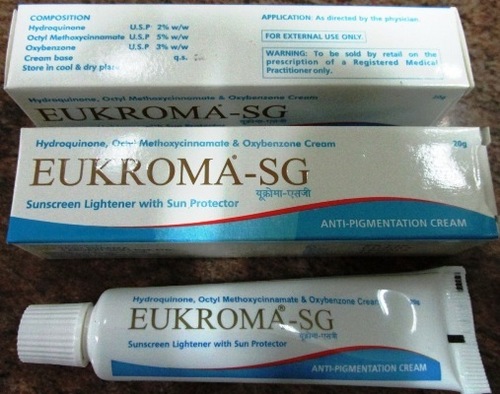 COMPOSITION
Hydroquinone U.S.P 2% w/w
Octyl Methoxycinnamate U.S.P 5% w/w
Oxybenzone U.S.P 3% w/w
Cream base q.s.
Store in cool & dry place
APPLICATION: As directed by the physician.
FOR EXTERNAL USE ONLY.
WARNING: To be sold by retail on the
prescription of a Registered Medical
Practitioner only.
Hydroquinone, Octyl Methoxycinnamate & Oxybenzone Cream
20g
EUKROMA-SG
यूक्रोमा-एसजी
Hydroquinone, Octyl Methoxycinnamate & Oxybenzone Cream
20g
EUKROMA®-SG
यूक्रोमा-एसजी
Sunscreen Lightener with Sun Protector
ANTI-PIGMENTATION CREAM
Hydroquinone, Octyl Methoxycinnamate & Oxybenzone Cream
20g
EUKROMA®-SG
यूक्रोमा-एसजी
Sunscreen Lightener with Sun Protector
ANTI-PIGMENTATION CREAM